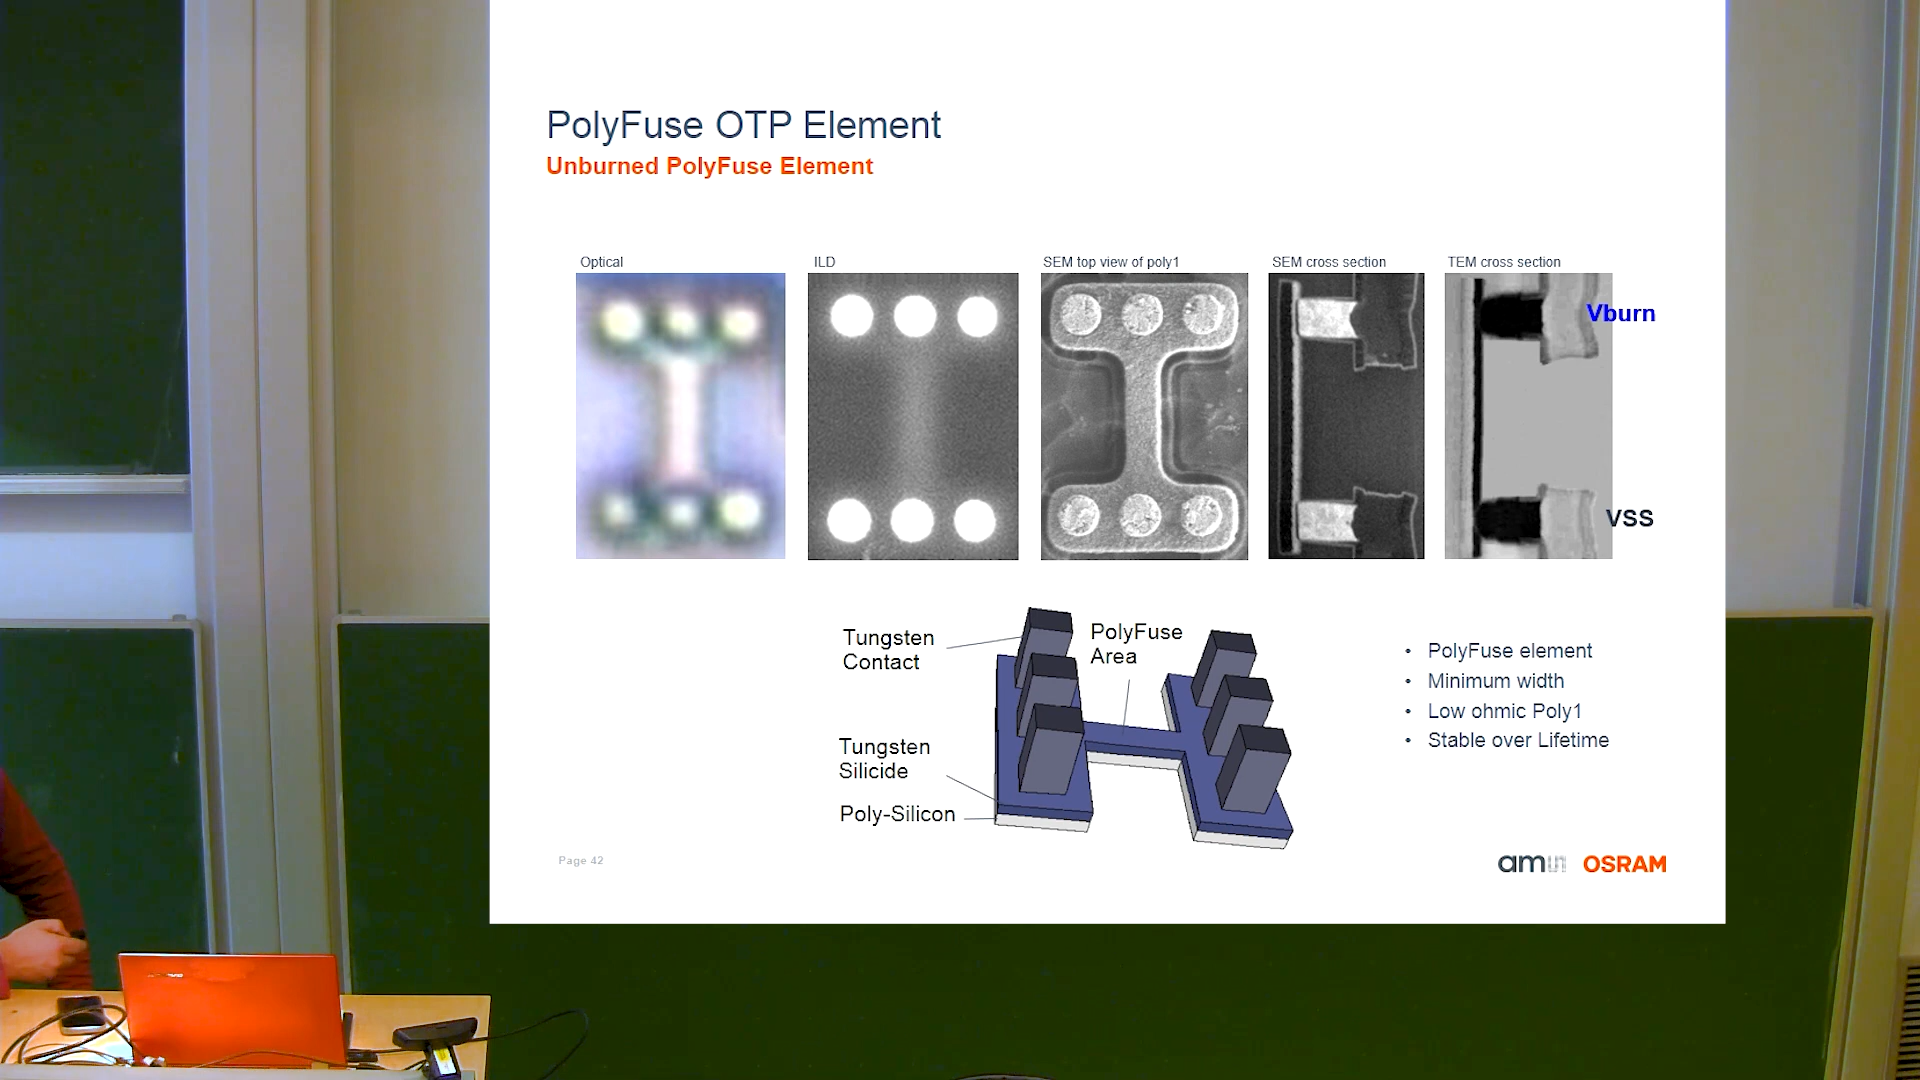 PolyFuse OTP Element
Unburned PolyFuse Element
Optical
ILD
SEM top view of poly1
SEM cross section
TEM cross section
Vburn
VSS
Tungsten
Contact
PolyFuse
Area
Tungsten
Silicide
Poly-Silicon
• PolyFuse element
• Minimum width
• Low ohmic Poly1
• Stable over Lifetime
Page 42
am OSRAM